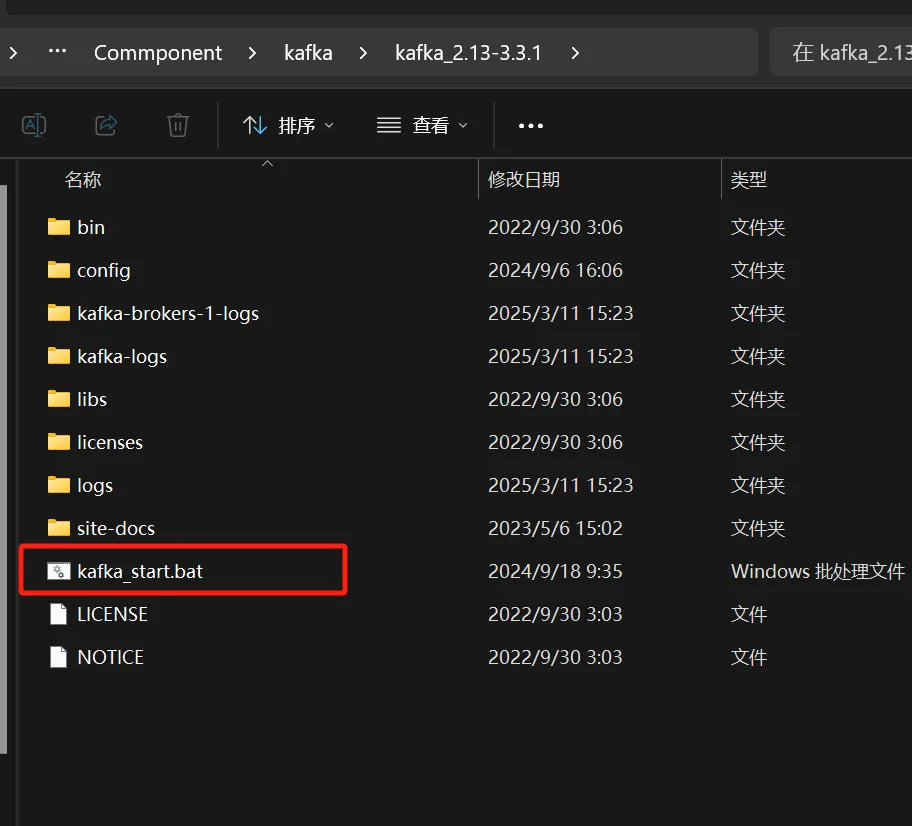 Commponent kafka kafka_2.13-3.3.1 在 kafka_2.13
排序 查看
名称 修改日期 类型
bin 2022/9/30 3:06 文件夹
config 2024/9/6 16:06 文件夹
kafka-brokers-1-logs 2025/3/11 15:23 文件夹
kafka-logs 2025/3/11 15:23 文件夹
libs 2022/9/30 3:06 文件夹
licenses 2022/9/30 3:06 文件夹
logs 2025/3/11 15:23 文件夹
site-docs 2023/5/6 15:02 文件夹
kafka_start.bat 2024/9/18 9:35 Windows 批处理文件
LICENSE 2022/9/30 3:03 文件
NOTICE 2022/9/30 3:03 文件